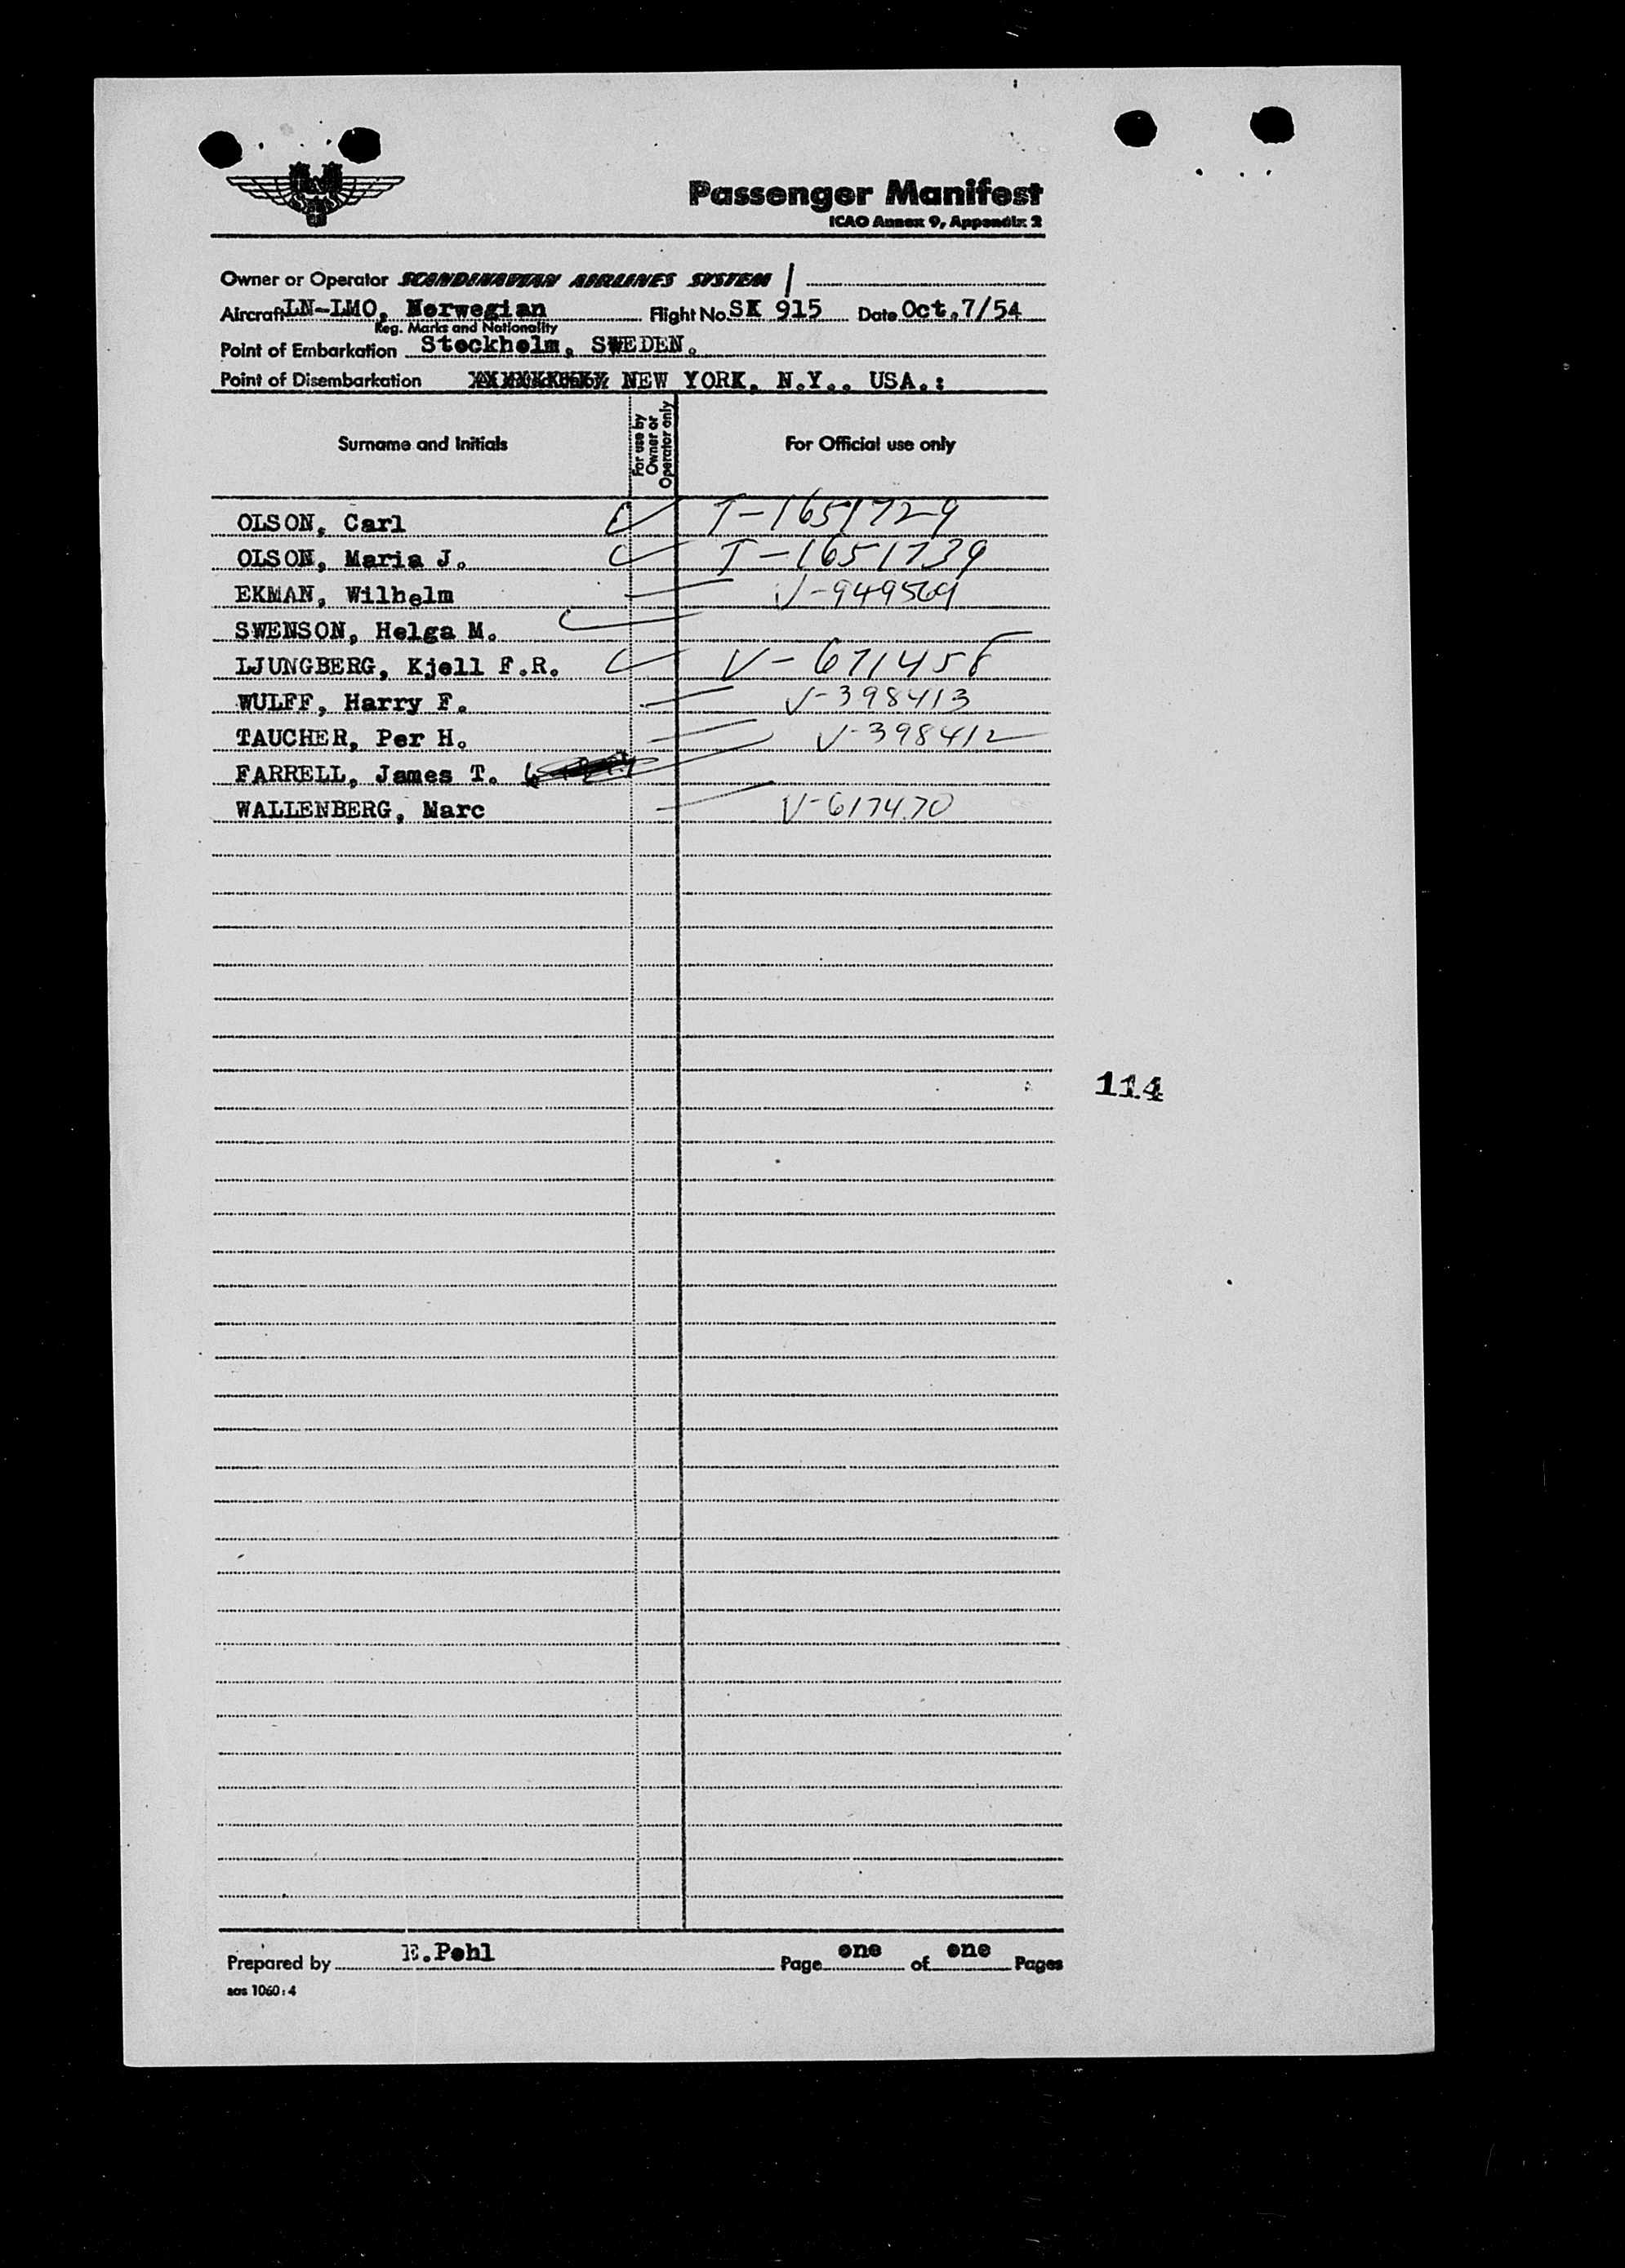 Passenger Manifest
ICAO Annex 9, Appendix 2
Owner or Operator SCANDINAVIAN AIRLINES SYSTEM /
Aircraft LN-LMO, Norwegian Flight No. SK 915 Date Oct. 7/54
Reg. Marks and Nationality
Point of Embarkation Stockholm, SWEDEN.
Point of Disembarkation NEW YORK, N.Y., USA.:
Surname and Initials For use by Owner or Operator only For Official use only
OLSON, Carl T-1651729
OLSON, Maria J. T-1651739
EKMAN, Wilhelm V-949569
SWENSON, Helga M.
LJUNGBERG, Kjell F.R. V-671458
WULFF, Harry F. V-398413
TAUCHER, Per H. V-398412
FARRELL, James T.
WALLENBERG, Marc V-617470
114
Prepared by E.Pohl Page one of one Pages
sas 1060:4